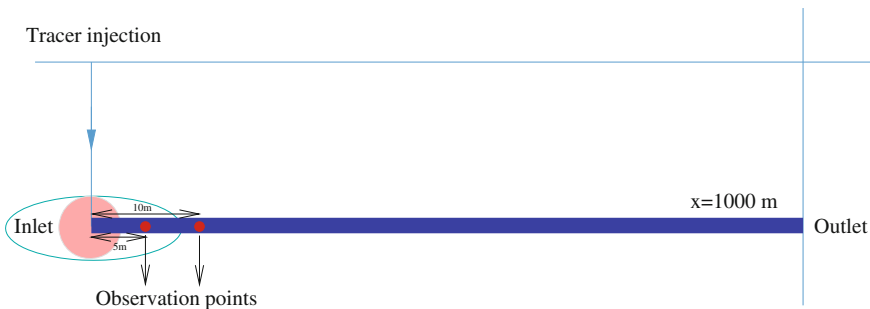 Tracer injection
10m
x=1000 m
Inlet
Outlet
5m
Observation points